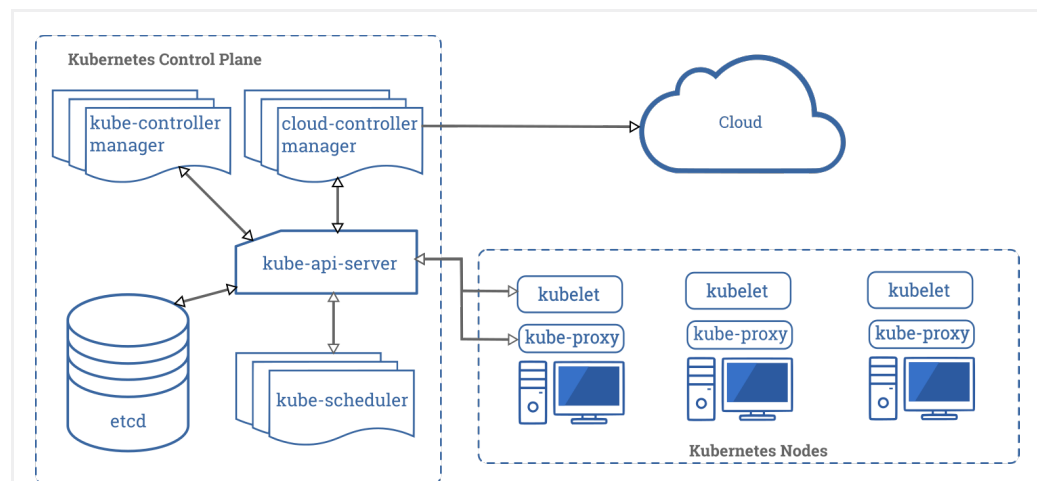 Kubernetes Control Plane
kube-controller
manager
cloud-controller
manager
Cloud
kube-api-server
kubelet
kubelet
kubelet
kube-proxy
kube-proxy
kube-proxy
etcd
kube-scheduler
Kubernetes Nodes